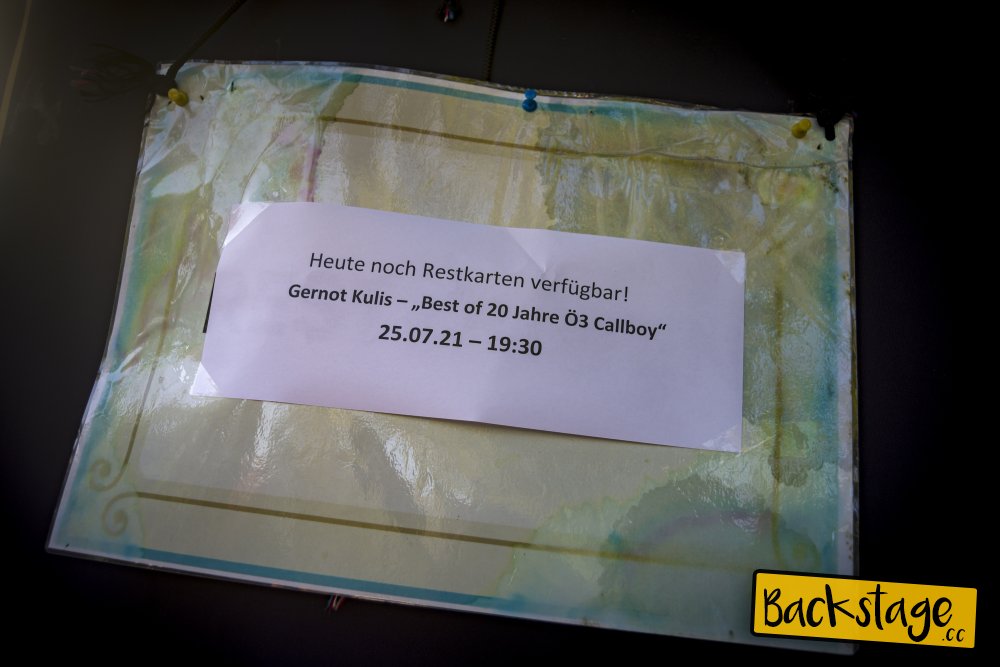 Heute noch Restkarten verfügbar!
Gernot Kulis – „Best of 20 Jahre Ö3 Callboy“
25.07.21 – 19:30
Backstage
.cc